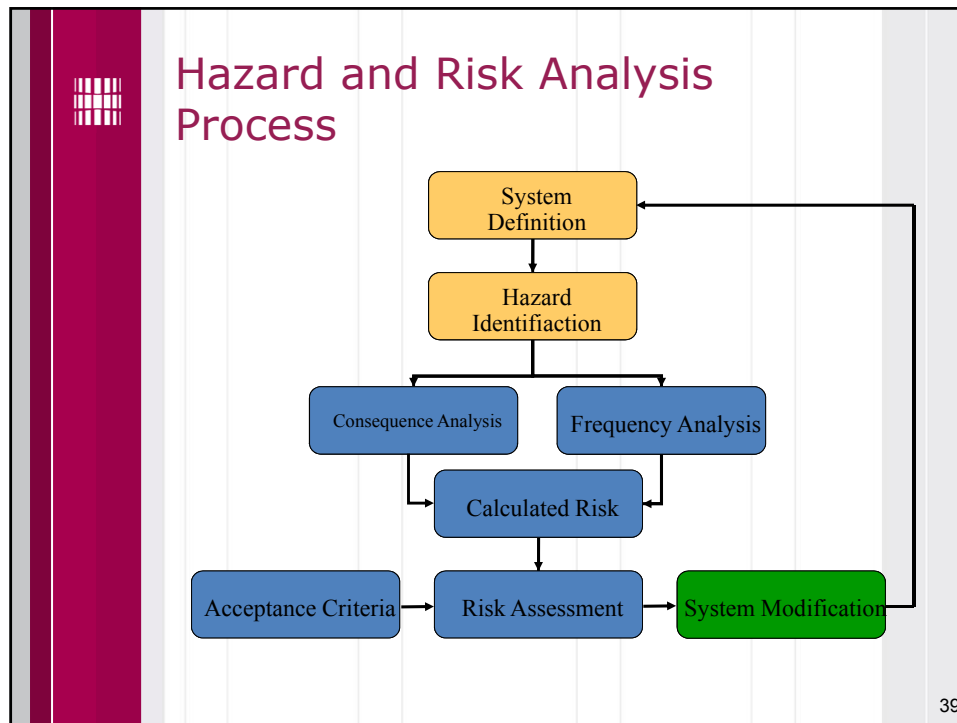 Hazard and Risk Analysis
Process
System
Definition
Hazard
Identifiaction
Consequence Analysis
Frequency Analysis
Calculated Risk
Acceptance Criteria
Risk Assessment
System Modification
39